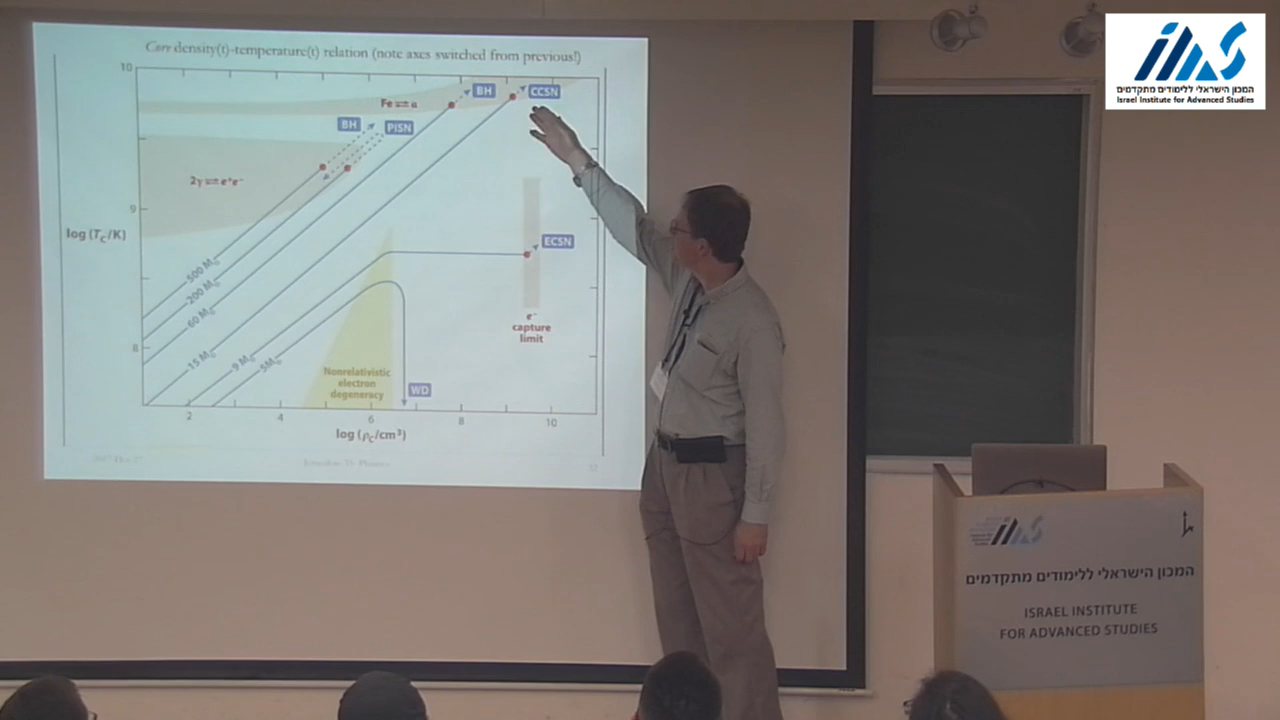 Core density(t)-temperature(t) relation (note axes switched from previous!)
10
BH
CCSN
Fe⇌α
BH
PISN
2γ⇌e⁺e⁻
9
log (T_C/K)
ECSN
500 M☉
200 M☉
60 M☉
15 M☉
9 M☉
5M☉
e⁻
capture
limit
8
Nonrelativistic
electron
degeneracy
WD
2
4
6
8
10
log (ρ_C/cm³)
32
IIAS
המכון הישראלי ללימודים מתקדמים
Israel Institute for Advanced Studies
המכון הישראלי ללימודים מתקדמים
ISRAEL INSTITUTE
FOR ADVANCED STUDIES